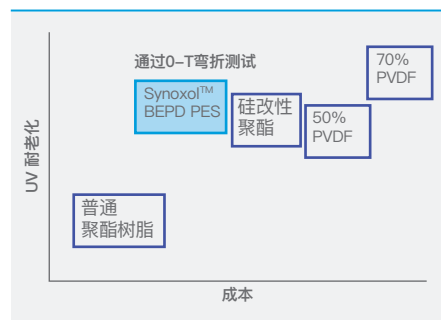 70%
PVDF
通过0–T弯折测试
Synoxol™
BEPD PES
硅改性
聚酯
50%
PVDF
UV 耐老化
普通
聚酯树脂
成本